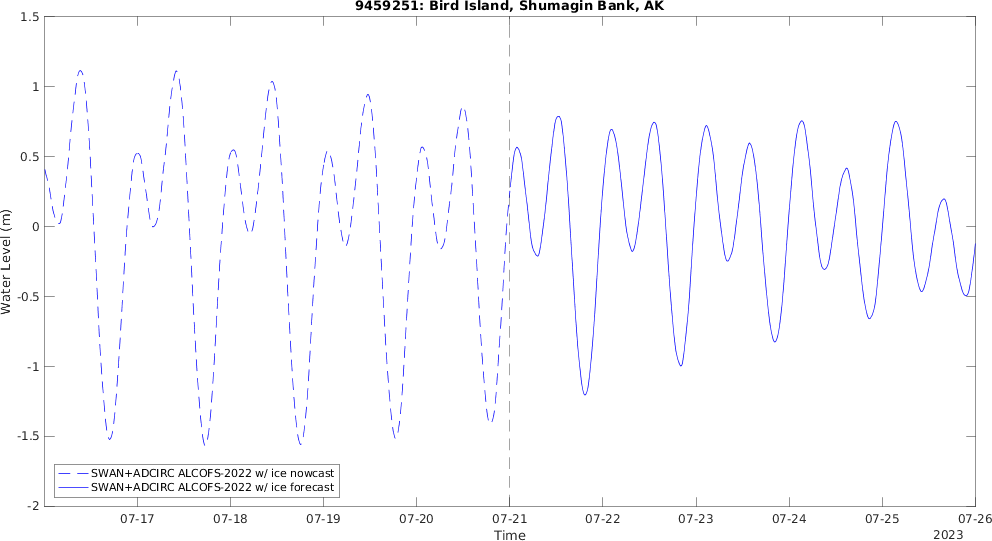 9459251: Bird Island, Shumagin Bank, AK
1.5
1
0.5
0
-0.5
-1
-1.5
-2
Water Level (m)
SWAN+ADCIRC ALCOFS-2022 w/ ice nowcast
SWAN+ADCIRC ALCOFS-2022 w/ ice forecast
07-17 07-18 07-19 07-20 07-21 07-22 07-23 07-24 07-25 07-26
Time
2023